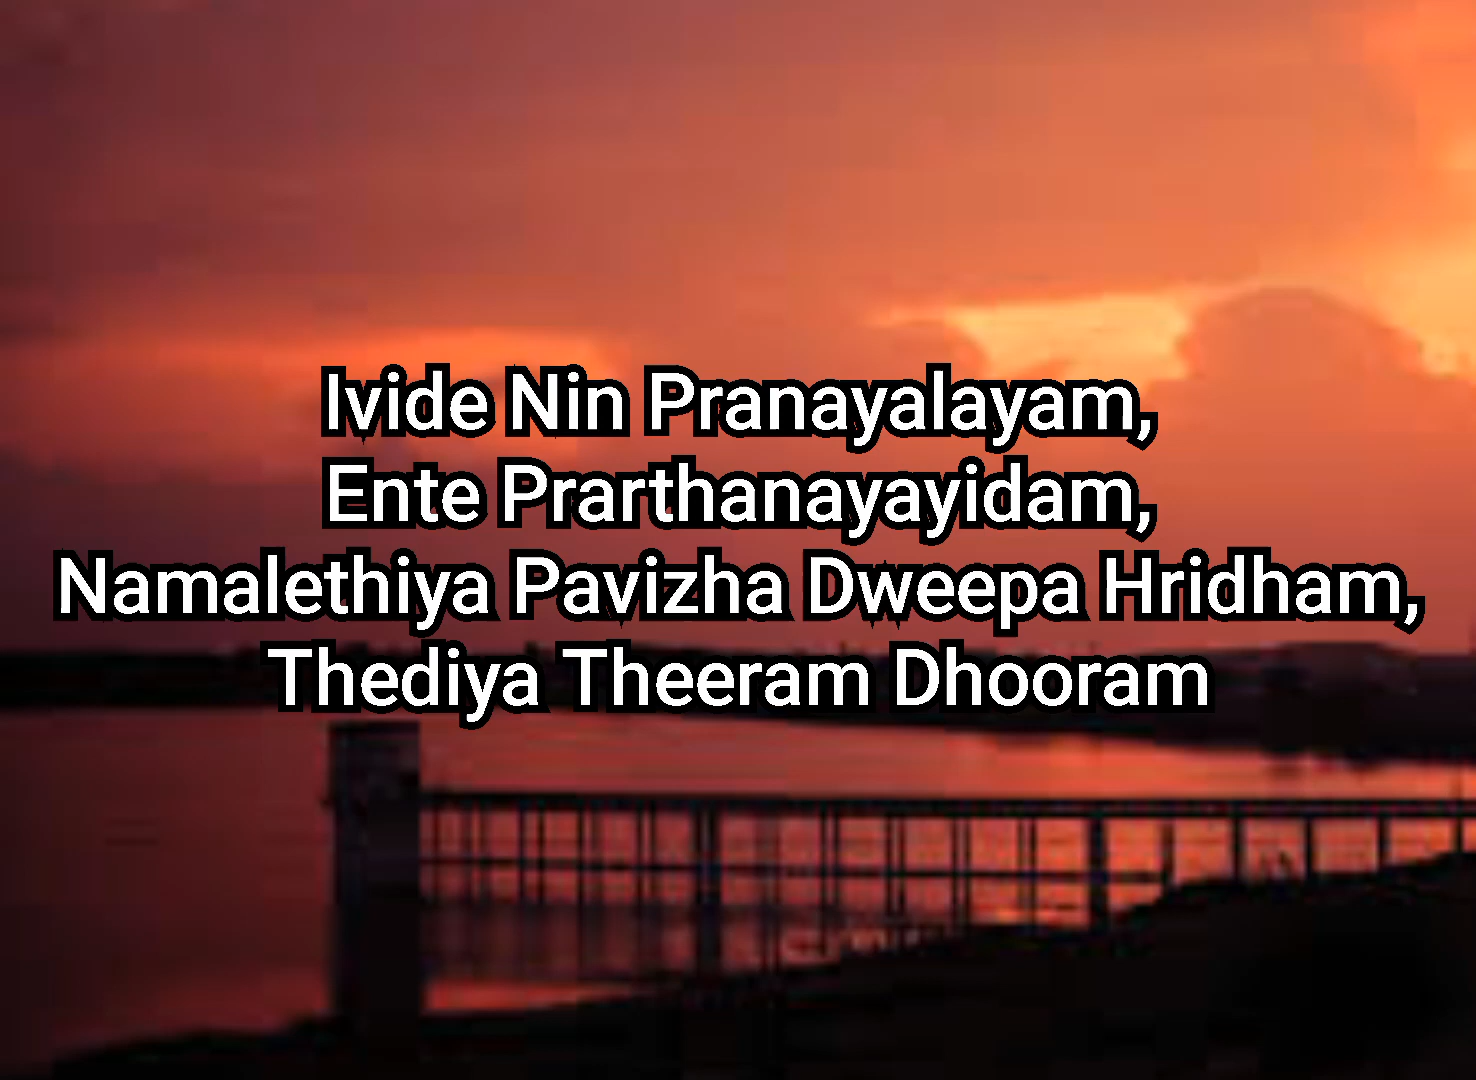 Ivide Nin Pranayalayam,
Ente Prarthanayayidam,
Namalethiya Pavizha Dweepa Hridham,
Thediya Theeram Dhooram